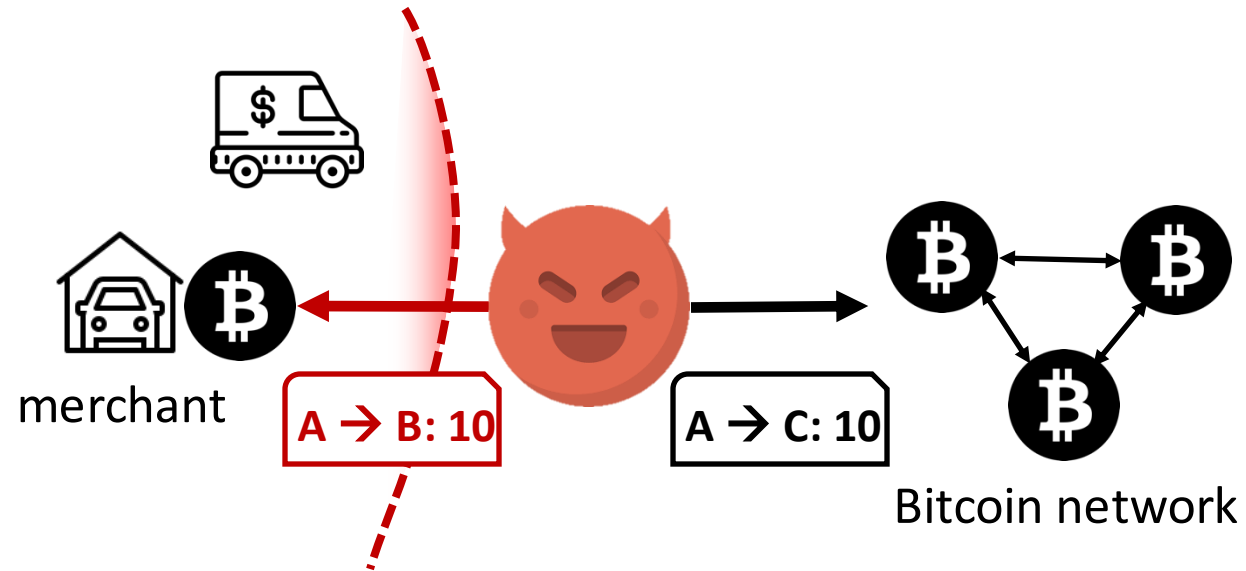 $
merchant
A → B: 10
A → C: 10
Bitcoin network